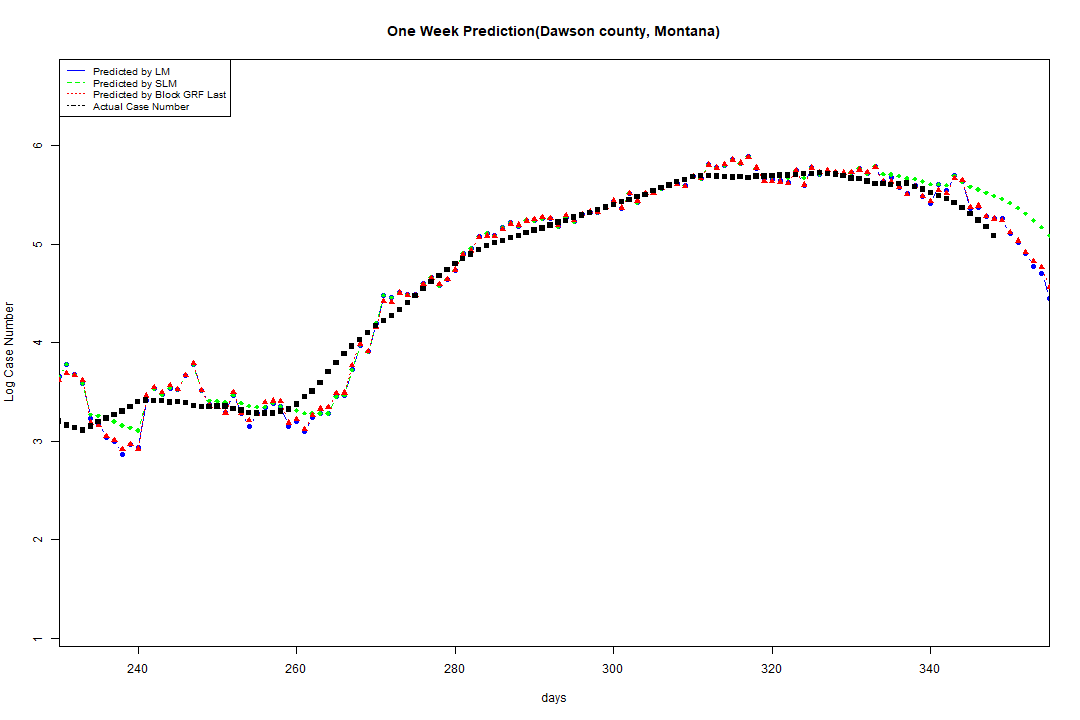 One Week Prediction(Dawson county, Montana)
Predicted by LM
Predicted by SLM
Predicted by Block GRF Last
Actual Case Number
6
5
4
3
2
1
Log Case Number
240 260 280 300 320 340
days